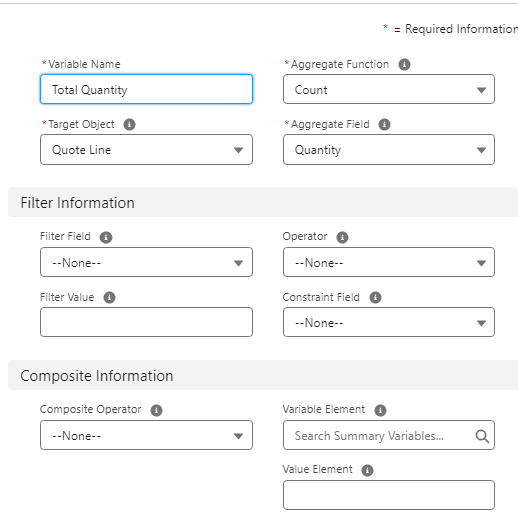 * = Required Information
*Variable Name
*Aggregate Function
Total Quantity
Count
*Target Object
*Aggregate Field
Quote Line
Quantity
Filter Information
Filter Field
Operator
--None--
--None--
Filter Value
Constraint Field
--None--
Composite Information
Composite Operator
Variable Element
--None--
Search Summary Variables...
Value Element